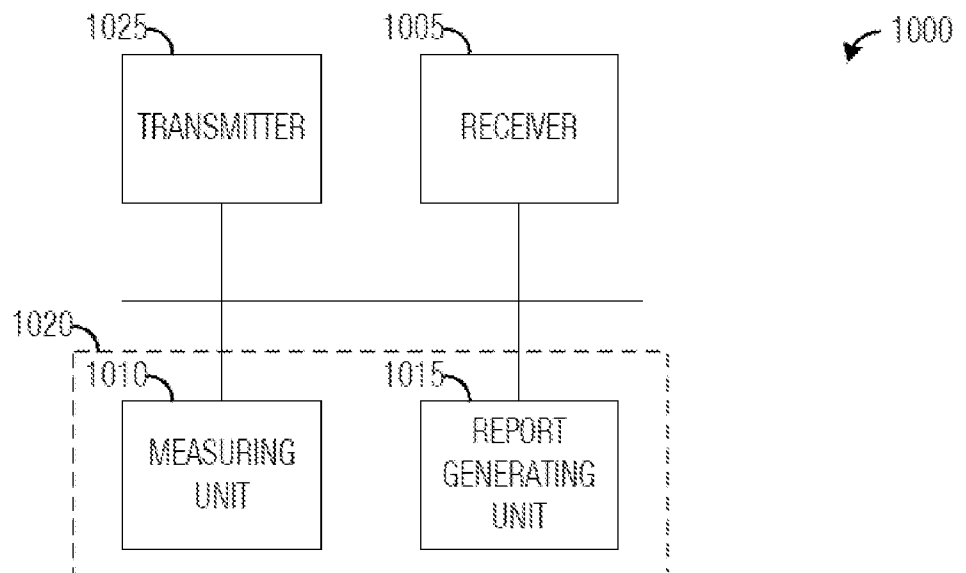 1025
1005
1000
TRANSMITTER
RECEIVER
1020
1010
1015
MEASURING
UNIT
REPORT
GENERATING
UNIT